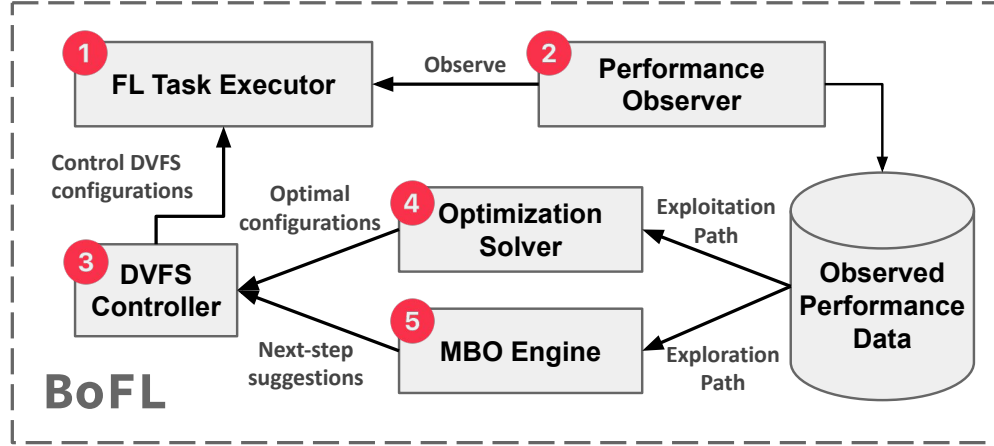 1
FL Task Executor
Observe
2
Performance
Observer
Control DVFS
configurations
Optimal
configurations
4
Optimization
Solver
Exploitation
Path
3
DVFS
Controller
Observed
Performance
Data
5
MBO Engine
Next-step
suggestions
Exploration
Path
BoFL